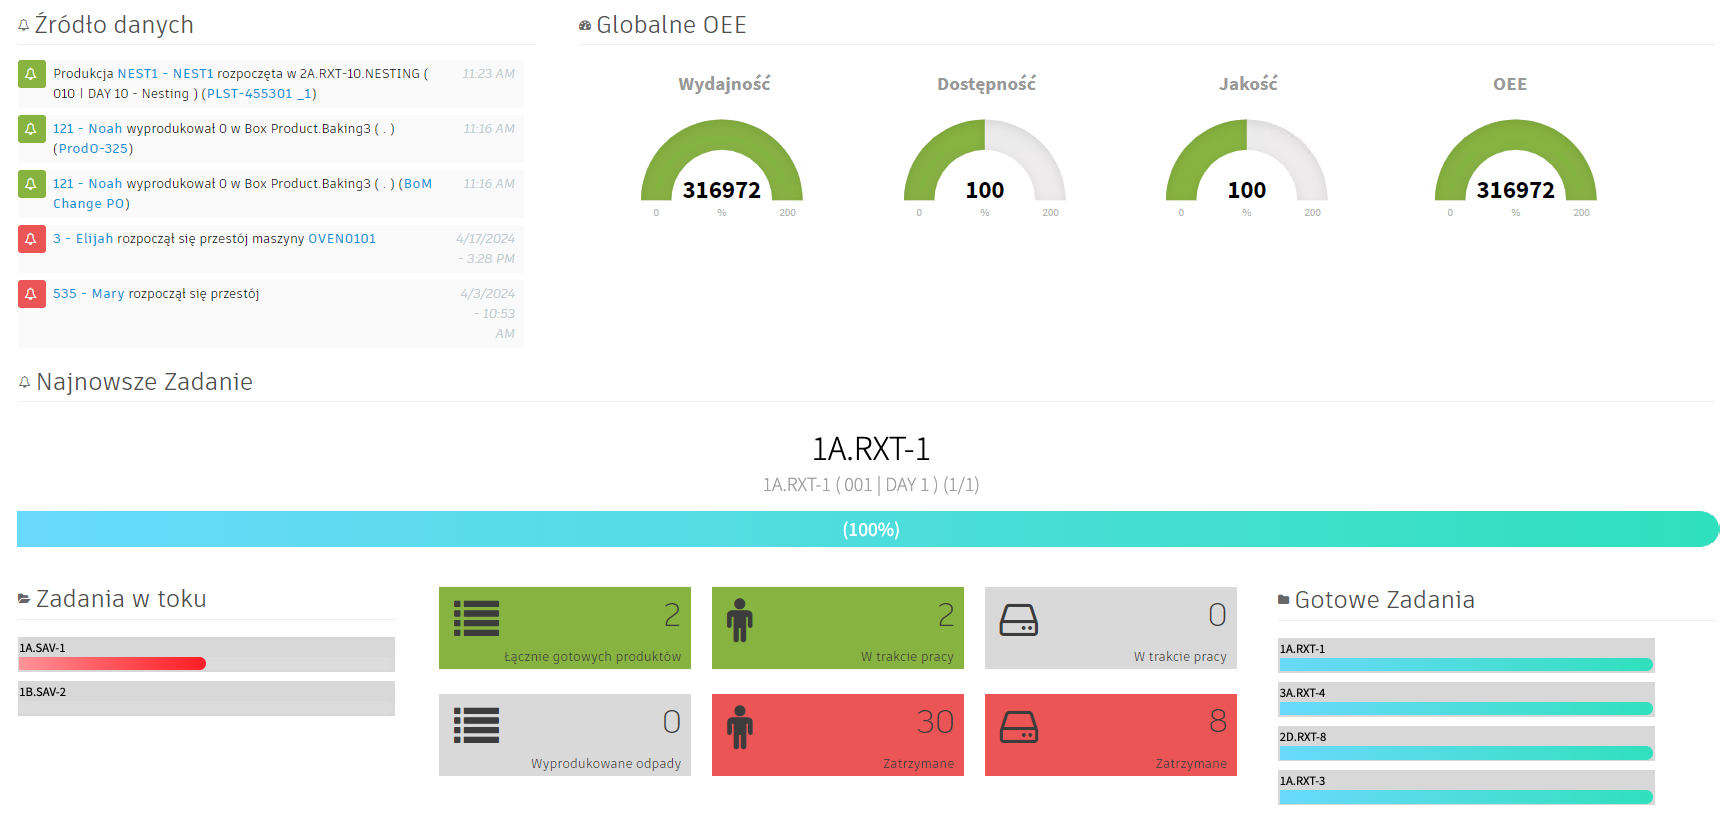 Źródło danych
Produkcja NEST1 - NEST1 rozpoczęta w 2A.RXT-10.NESTING (
010 | DAY 10 - Nesting ) (PLST-455301 _1)
11:23 AM
121 - Noah wyprodukował 0 w Box Product.Baking3 ( . )
(ProdO-325)
11:16 AM
121 - Noah wyprodukował 0 w Box Product.Baking3 ( . ) (BoM
Change PO)
11:16 AM
3 - Elijah rozpoczął się przestój maszyny OVEN0101
4/17/2024
- 3:28 PM
535 - Mary rozpoczął się przestój
4/3/2024
- 10:53
AM
Globalne OEE
Wydajność
316972
0 % 200
Dostępność
100
0 % 200
Jakość
100
0 % 200
OEE
316972
0 % 200
Najnowsze Zadanie
1A.RXT-1
1A.RXT-1 ( 001 | DAY 1 ) (1/1)
(100%)
Zadania w toku
1A.SAV-1
1B.SAV-2
2
Łącznie gotowych produktów
2
W trakcie pracy
0
W trakcie pracy
0
Wyprodukowane odpady
30
Zatrzymane
8
Zatrzymane
Gotowe Zadania
1A.RXT-1
3A.RXT-4
2D.RXT-8
1A.RXT-3